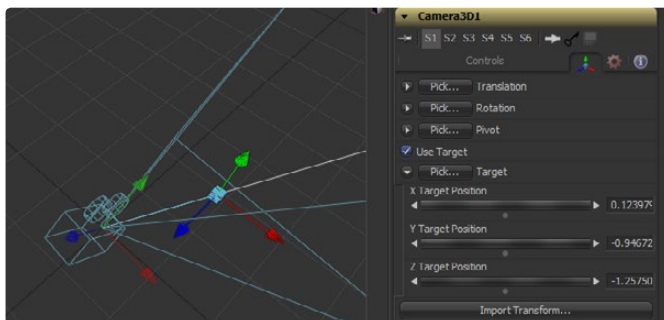 Camera3D1
S1 S2 S3 S4 S5 S6
Controls
Pick... Translation
Pick... Rotation
Pick... Pivot
Use Target
Pick... Target
X Target Position
0.12397
Y Target Position
-0.94672
Z Target Position
-1.25750
Import Transform...